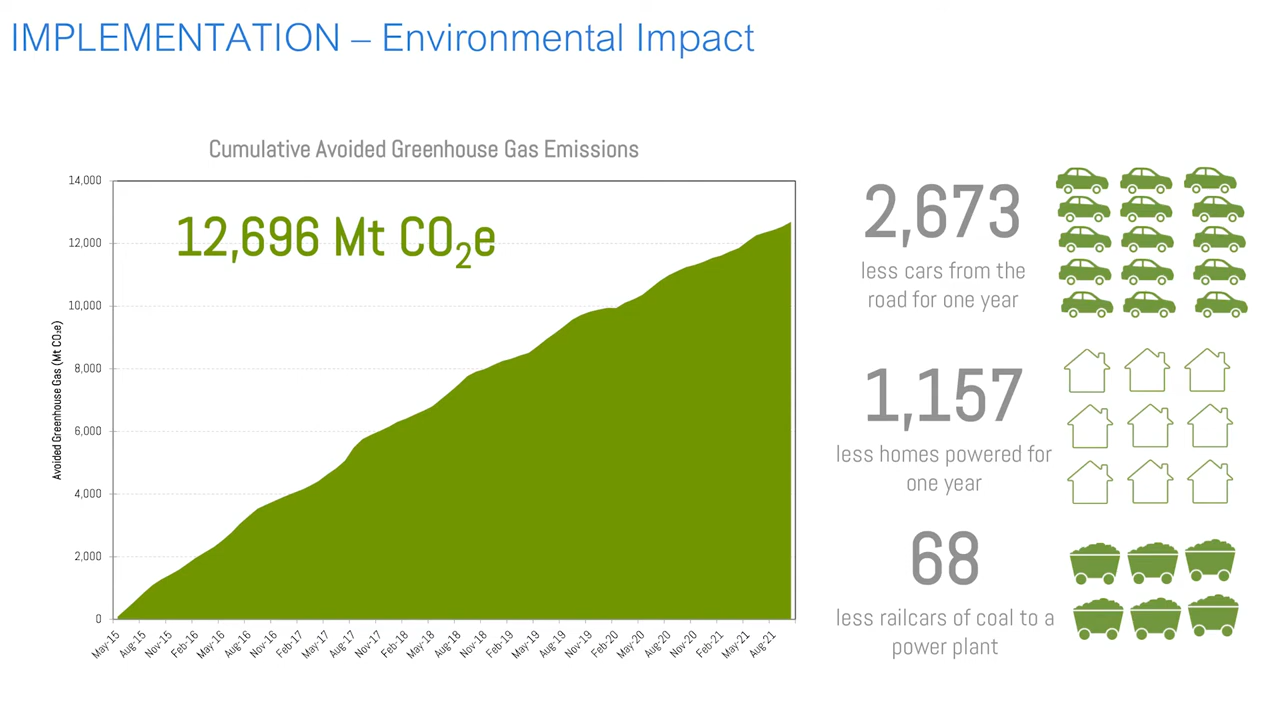 IMPLEMENTATION – Environmental Impact
Cumulative Avoided Greenhouse Gas Emissions
14,000
12,000
10,000
8,000
6,000
4,000
2,000
0
Avoided Greenhouse Gas (Mt CO₂e)
12,696 Mt CO₂e
May-15
Aug-15
Nov-15
Feb-16
May-16
Aug-16
Nov-16
Feb-17
May-17
Aug-17
Nov-17
Feb-18
May-18
Aug-18
Nov-18
Feb-19
May-19
Aug-19
Nov-19
Feb-20
May-20
Aug-20
Nov-20
Feb-21
May-21
Aug-21
2,673
less cars from the
road for one year
1,157
less homes powered for
one year
68
less railcars of coal to a
power plant